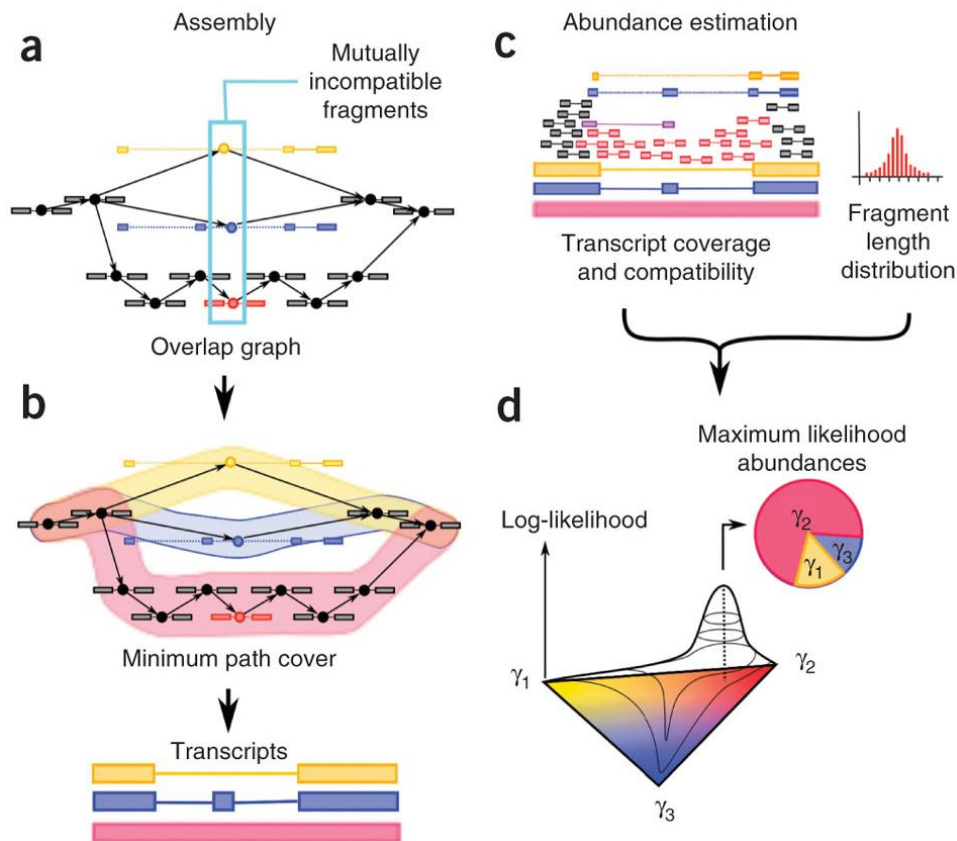 a
Assembly
Mutually
incompatible
fragments
Overlap graph
b
Minimum path cover
Transcripts
c
Abundance estimation
Transcript coverage
and compatibility
Fragment
length
distribution
d
Maximum likelihood
abundances
Log-likelihood
γ2
γ3
γ1
γ1
γ2
γ3